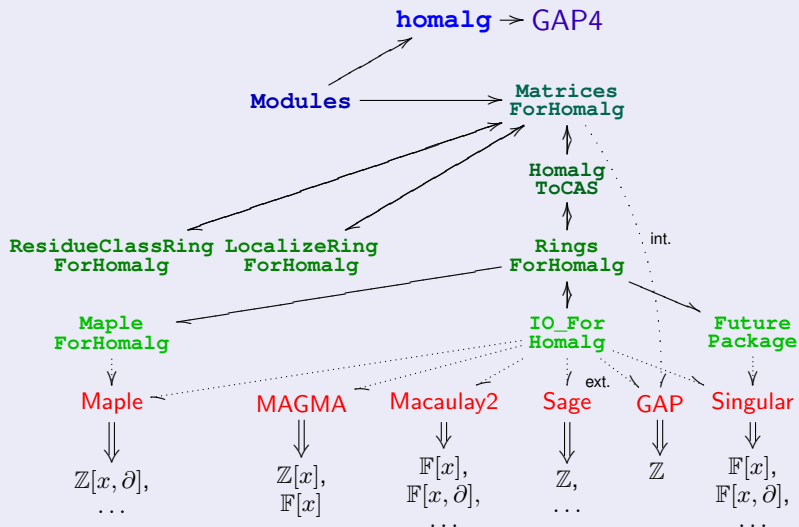 homalg GAP4
Modules
Matrices
ForHomalg
Homalg
ToCAS
ResidueClassRing
ForHomalg
LocalizeRing
ForHomalg
Rings
ForHomalg
int.
Maple
ForHomalg
IO_For
Homalg
Future
Package
ext.
Maple MAGMA Macaulay2 Sage GAP Singular
ℤ[x, ∂],
...
ℤ[x],
𝔽[x]
𝔽[x],
𝔽[x, ∂],
...
ℤ,
...
ℤ
𝔽[x],
𝔽[x, ∂],
...